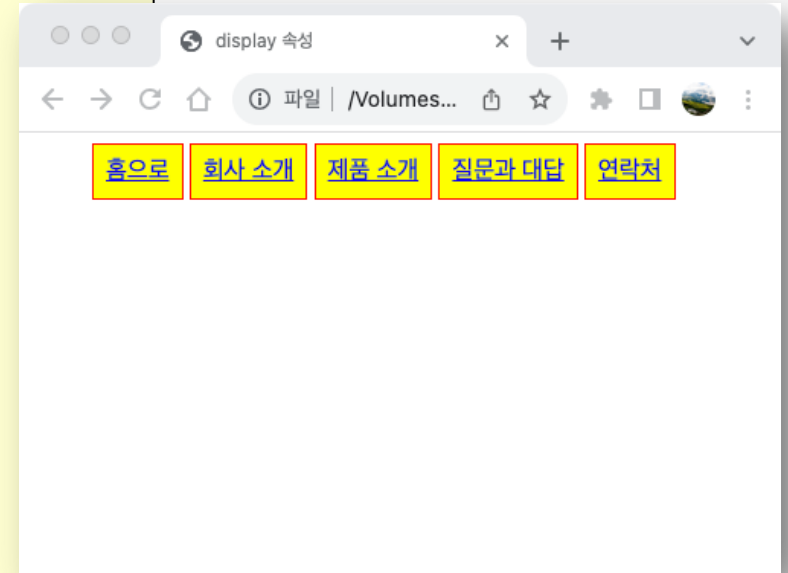 display 속성
파일 /Volumes...
홈으로 회사 소개 제품 소개 질문과 대답 연락처